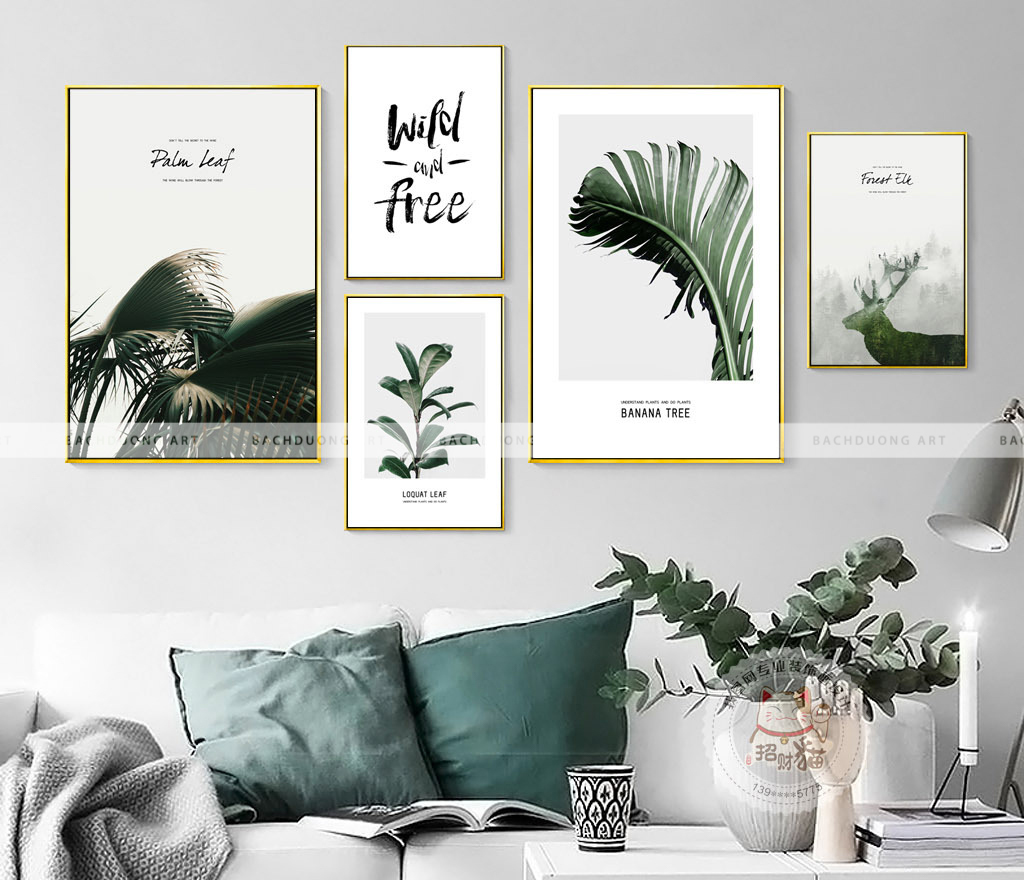 DON'T TELL THE SECRET TO THE WIND
Palm Leaf
THE WIND WILL BLOW THROUGH THE FOREST
Wild
and
free
LOQUAT LEAF
UNDERSTAND PLANTS AND DO PLANTS
UNDERSTAND PLANTS AND DO PLANTS
BANANA TREE
Forest Elk
BACHDUONG ART
BACHDUONG ART
BACHDUONG ART
BACHDUONG ART
招财猫
139****5775